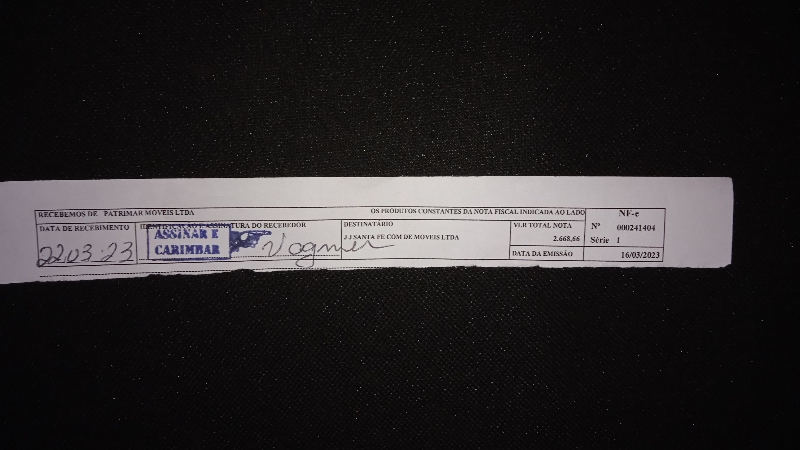 RECEBEMOS DE PATRIMAR MOVEIS LTDA OS PRODUTOS CONSTANTES DA NOTA FISCAL INDICADA AO LADO
NF-e
DATA DE RECEBIMENTO
22.03.23
IDENTIFICAÇÃO E ASSINATURA DO RECEBEDOR
ASSINAR E
CARIMBAR
Vagner
DESTINATÁRIO
J.J SANTA FE COM DE MOVEIS LTDA
VLR TOTAL NOTA
2.668,66
Nº 000241404
Série 1
DATA DA EMISSÃO
16/03/2023